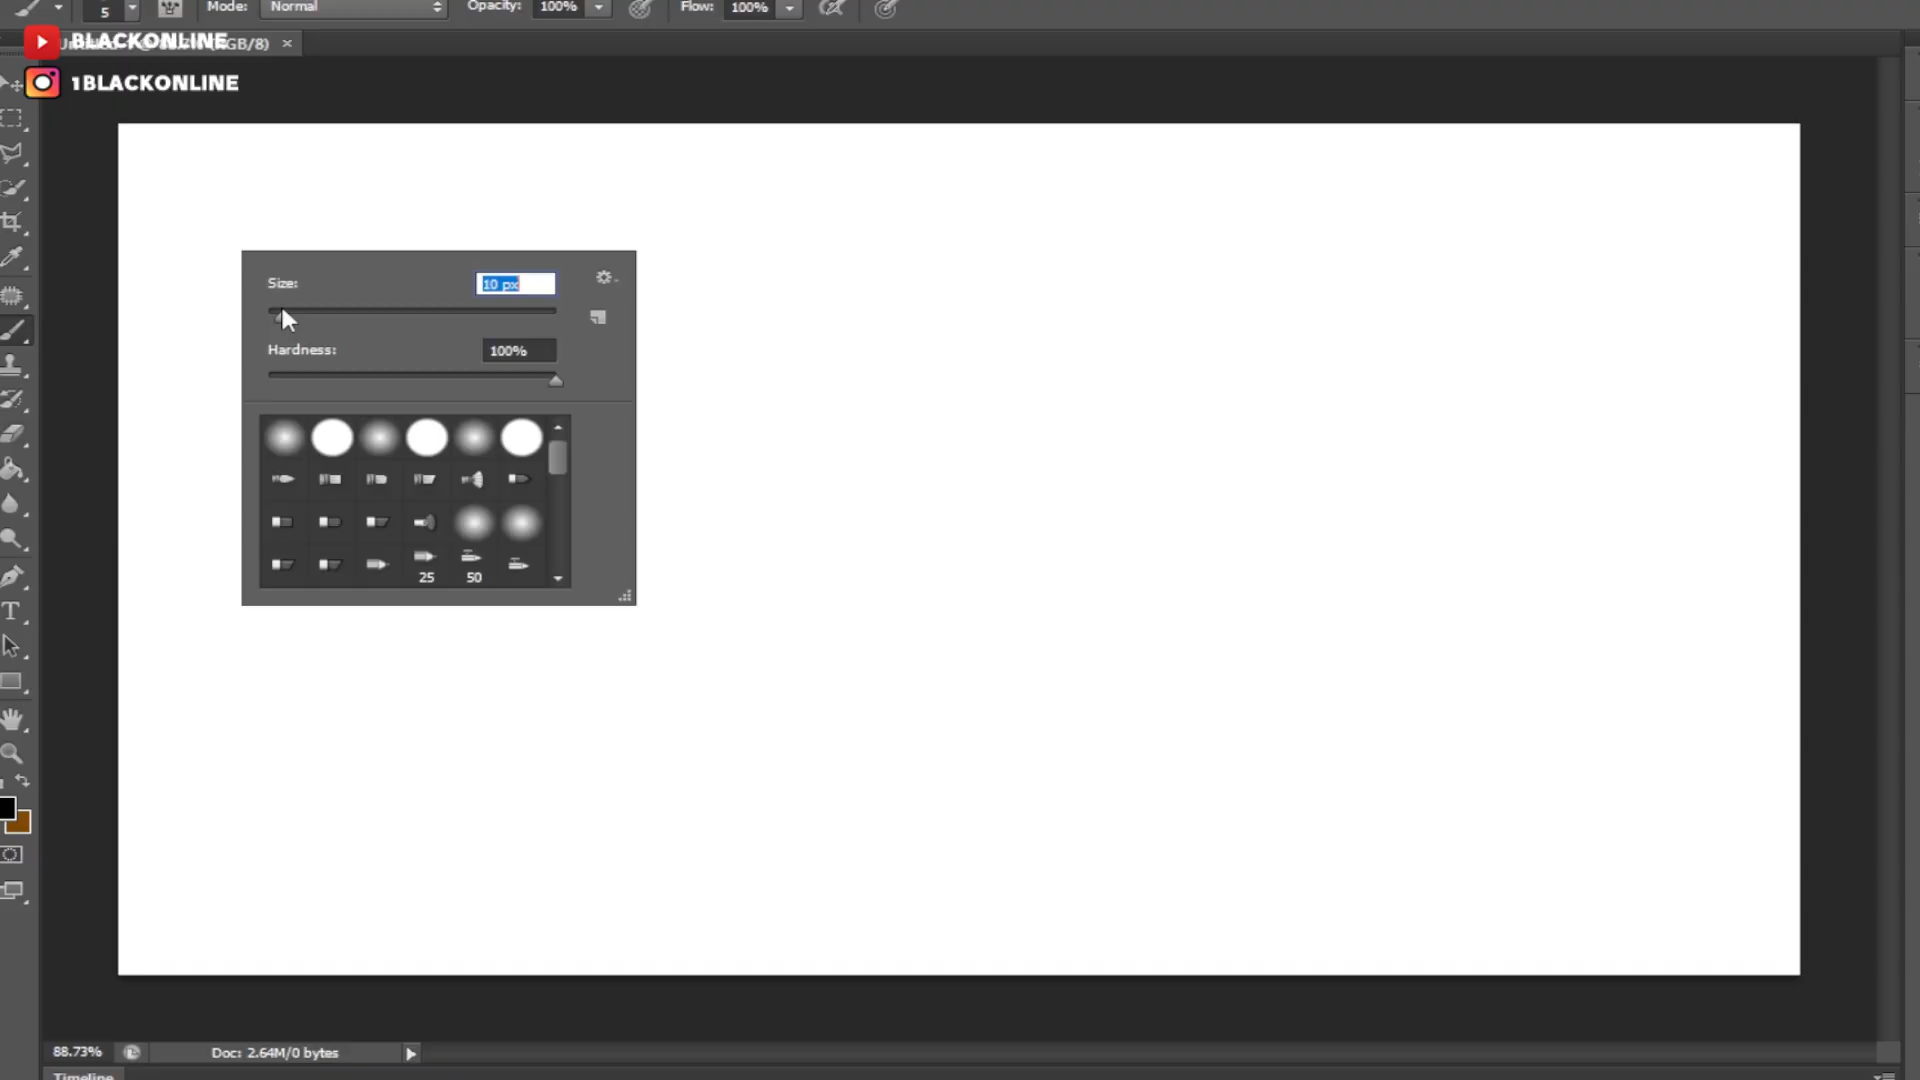 5
Mode: Normal Opacity: 100% Flow: 100%
BLACKONLINE
RGB/8) ×
1BLACKONLINE
Size: 10 px
Hardness: 100%
25 50
T
88.73% Doc: 2.64M/0 bytes
Timeline